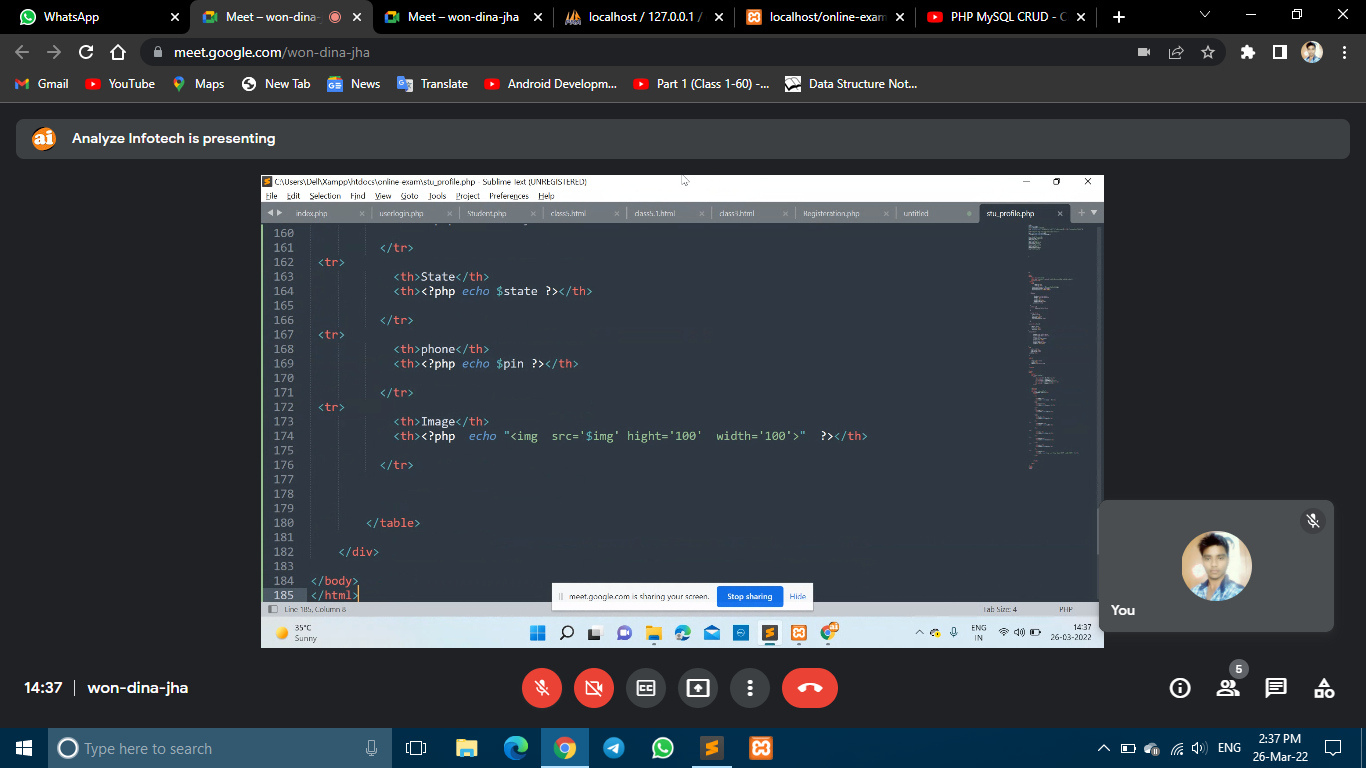 WhatsApp
Meet – won-dina-
Meet – won-dina-jha
localhost / 127.0.0.1 /
localhost/online-exam
PHP MySQL CRUD - C
meet.google.com/won-dina-jha
Gmail
YouTube
Maps
New Tab
News
Translate
Android Developm...
Part 1 (Class 1-60) -...
Data Structure Not...
ai
Analyze Infotech is presenting
C:\Users\Dell\Xampp\htdocs\online-exam\stu_profile.php - Sublime Text (UNREGISTERED)
File Edit Selection Find View Goto Tools Project Preferences Help
index.php
userlogin.php
Student.php
class5.html
class5.1.html
class3.html
Registeration.php
untitled
stu_profile.php
160
161 </tr>
162 <tr>
163 <th>State</th>
164 <th><?php echo $state ?></th>
165
166 </tr>
167 <tr>
168 <th>phone</th>
169 <th><?php echo $pin ?></th>
170
171 </tr>
172 <tr>
173 <th>Image</th>
174 <th><?php  echo "<img  src='$img' hight='100'  width='100'>"  ?></th>
175
176 </tr>
177
178
179
180 </table>
181
182 </div>
183
184 </body>
185 </html>
meet.google.com is sharing your screen.
Stop sharing
Hide
Line 185, Column 8
Tab Size: 4
PHP
35°C
Sunny
ENG
IN
14:37
26-03-2022
You
14:37 | won-dina-jha
5
Type here to search
ENG
2:37 PM
26-Mar-22